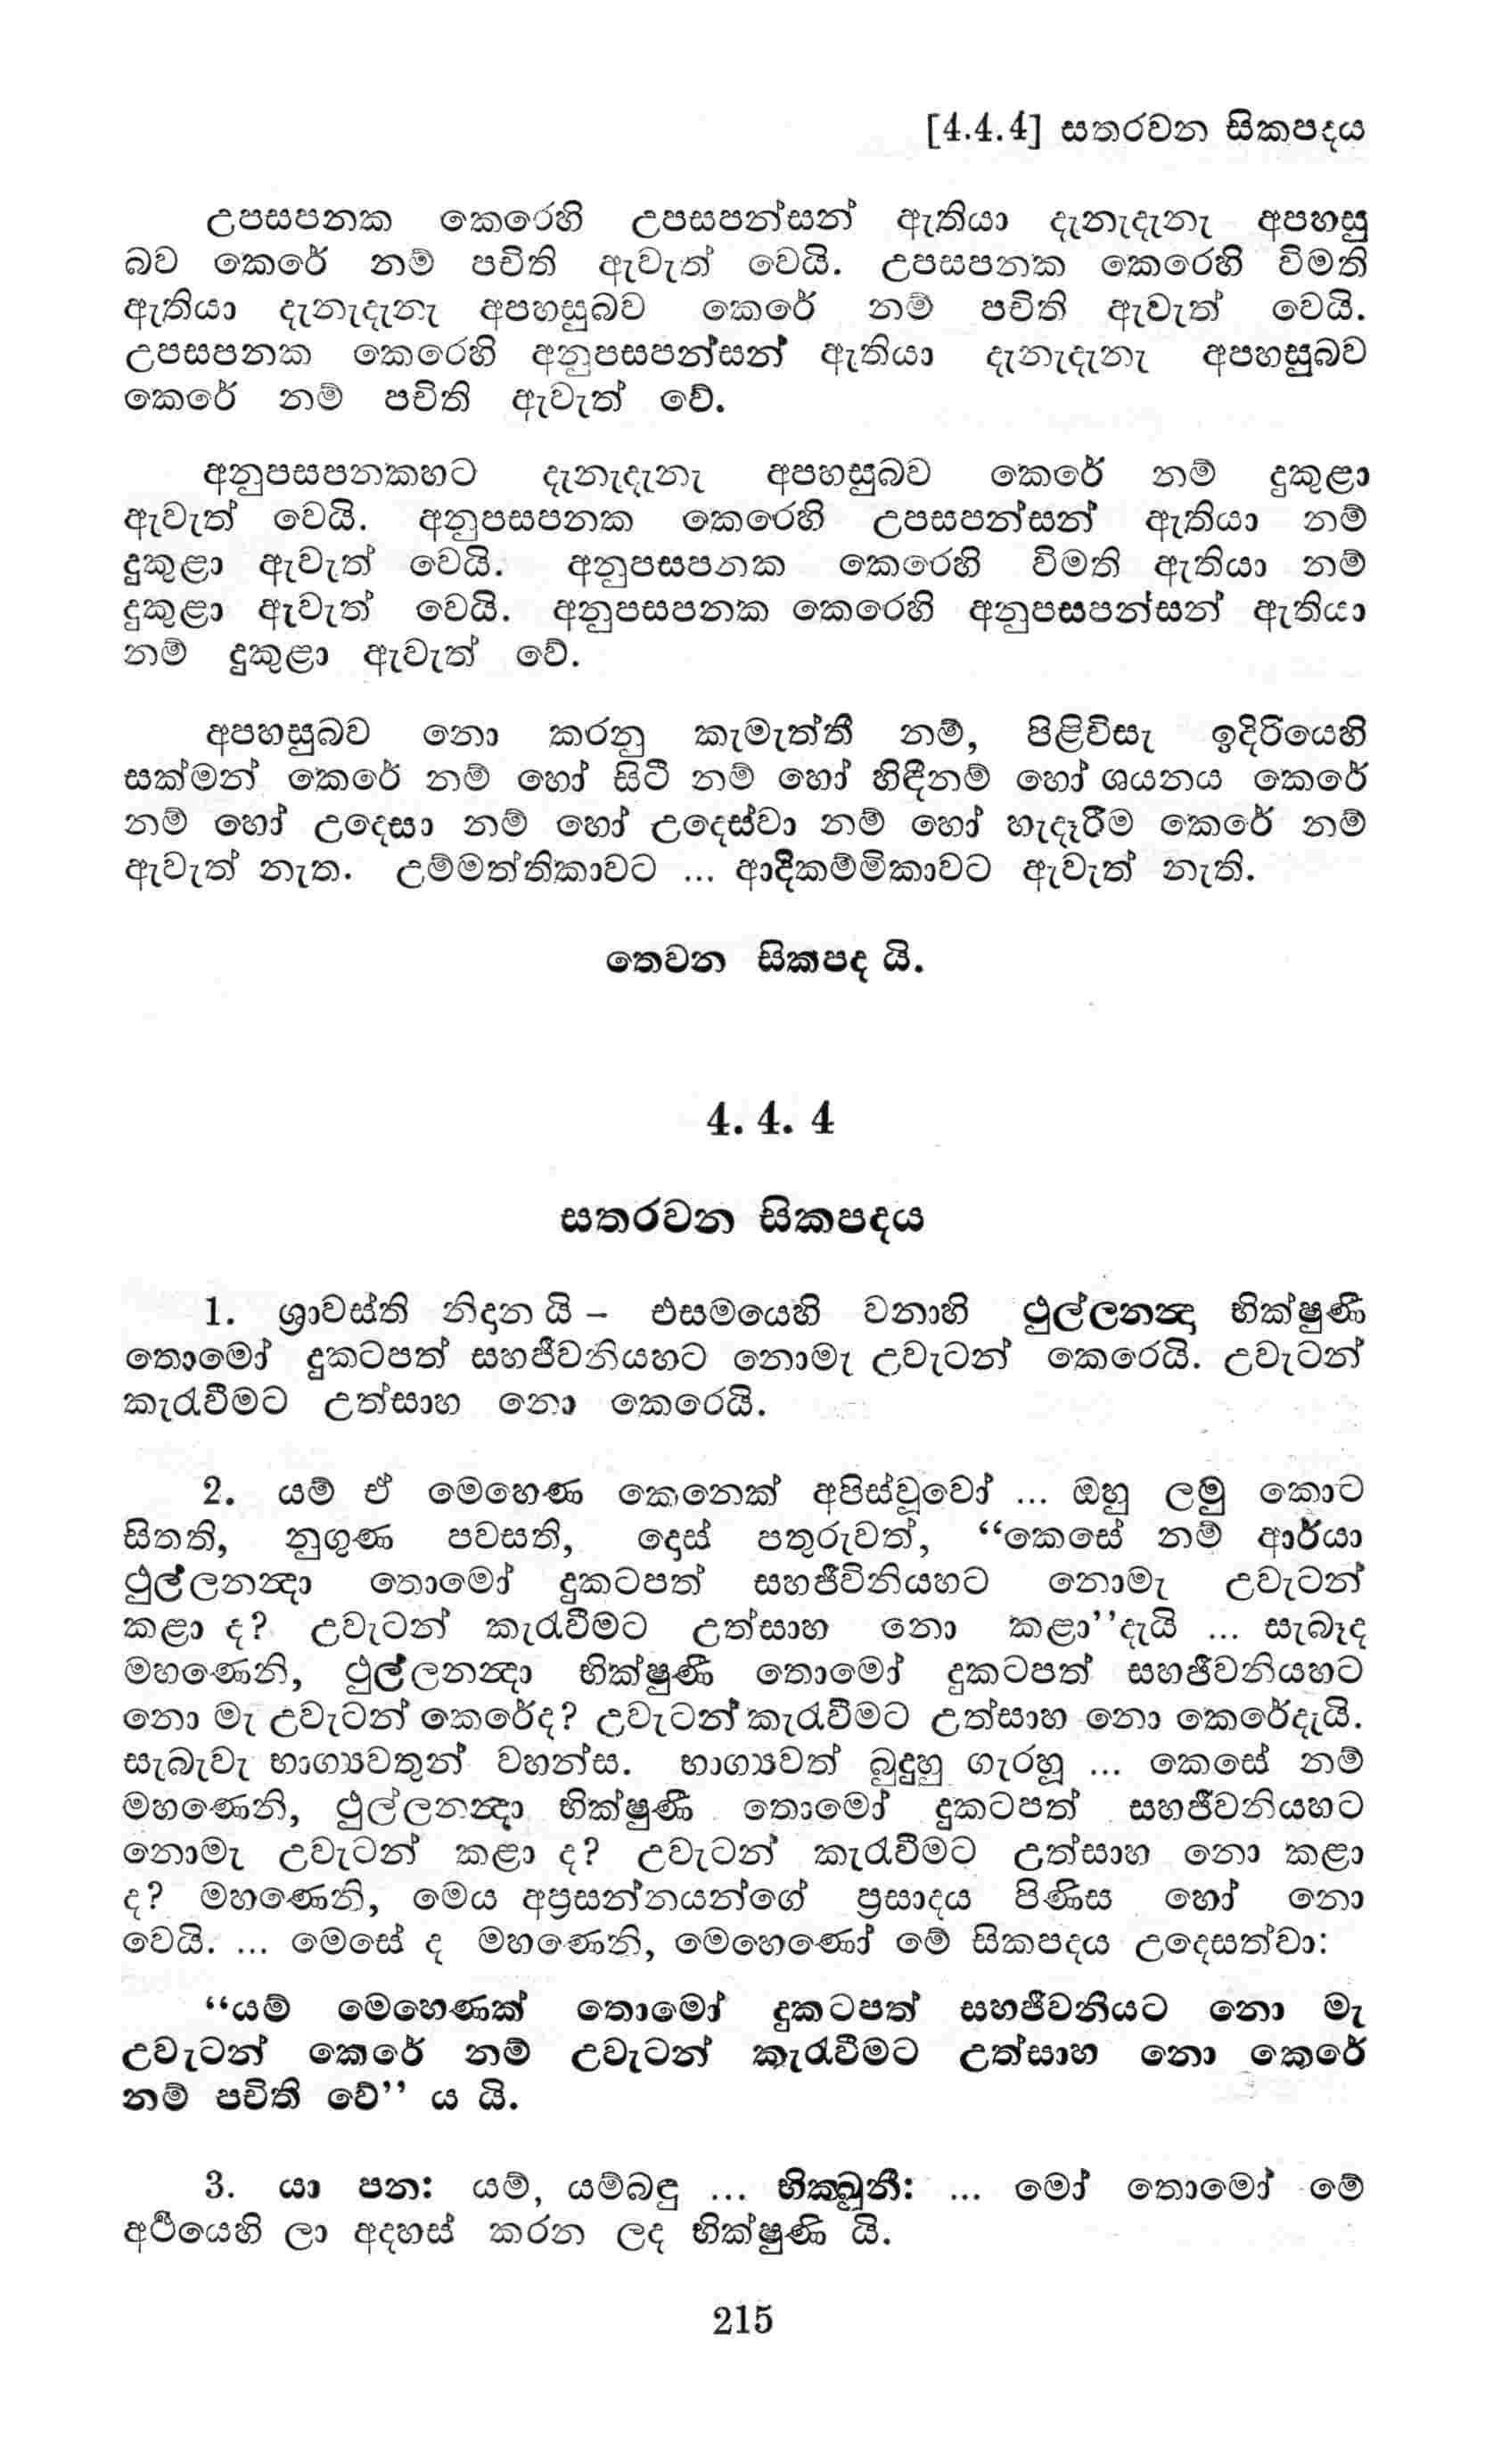 [4.4.4] සතරවන සිකපදය
උපසපනක කෙරෙහි උපසපන්සන් ඇතියා දැනැදැනැ අපහසු
බව කෙරේ නම් පචිති ඇවැත් වෙයි. උපසපනක කෙරෙහි විමති
ඇතියා දැනැදැනැ අපහසුබව කෙරේ නම් පචිති ඇවැත් වෙයි.
උපසපනක කෙරෙහි අනුපසපන්සන් ඇතියා දැනැදැනැ අපහසුබව
කෙරේ නම් පචිති ඇවැත් වේ.
අනුපසපනකහට දැනැදැනැ අපහසුබව කෙරේ නම් දුකුළා
ඇවැත් වෙයි. අනුපසපනක කෙරෙහි උපසපන්සන් ඇතියා නම්
දුකුළා ඇවැත් වෙයි. අනුපසපනක කෙරෙහි විමති ඇතියා නම්
දුකුළා ඇවැත් වෙයි. අනුපසපනක කෙරෙහි අනුපසපන්සන් ඇතියා
නම් දුකුළා ඇවැත් වේ.
අපහසුබව නො කරනු කැමැත්තී නම්, පිළිවිසැ ඉදිරියෙහි
සක්මන් කෙරේ නම් හෝ සිටී නම් හෝ හිඳීනම් හෝ ශයනය කෙරේ
නම් හෝ උදෙසා නම් හෝ උදෙස්වා නම් හෝ හැදෑරීම කෙරේ නම්
ඇවැත් නැත. උම්මත්තිකාවට ... ආදිකම්මිකාවට ඇවැත් නැති.
තෙවන සිකපද යි.
4. 4. 4
සතරවන සිකපදය
1. ශ්‍රාවස්ති නිදාන යි – එසමයෙහි වනාහි ථුල්ලනන්‍දා භික්ෂුණී
තොමෝ දුකටපත් සහජීවනියහට නොමැ උවැටන් කෙරෙයි. උවැටන්
කැරැවීමට උත්සාහ නො කෙරෙයි.
2. යම් ඒ මෙහෙණ කෙනෙක් අපිස්වූවෝ ... ඔහු ලමු කොට
සිතති, නුගුණ පවසති, දොස් පතුරුවත්, “කෙසේ නම් ආර්යා
ථුල්ලනන්‍දා තොමෝ දුකටපත් සහජීවිනියහට නොමැ උවැටන්
කළා ද? උවැටන් කැරැවීමට උත්සාහ නො කළා”දැයි ... සැබෑද
මහණෙනි, ථුල්ලනන්‍දා භික්ෂුණී තොමෝ දුකටපත් සහජීවනියහට
නො මැ උවැටන් කෙරේද? උවැටන් කැරැවීමට උත්සාහ නො කෙරේදැයි.
සැබැවැ භාග්‍යවතුන් වහන්ස. භාග්‍යවත් බුදුහු ගැරහූ ... කෙසේ නම්
මහණෙනි, ථුල්ලනන්‍දා භික්ෂුණී තොමෝ දුකටපත් සහජීවනියහට
නොමැ උවැටන් කළා ද? උවැටන් කැරැවීමට උත්සාහ නො කළා
ද? මහණෙනි, මෙය අප්‍රසන්නයන්ගේ ප්‍රසාදය පිණිස හෝ නො
වෙයි. ... මෙසේ ද මහණෙනි, මෙහෙණෝ මේ සිකපදය උදෙසත්වා:
“යම් මෙහෙණක් තොමෝ දුකටපත් සහජීවනියට නො මැ
උවැටන් කෙරේ නම් උවැටන් කැරැවීමට උත්සාහ නො කෙරේ
නම් පචිති වේ” ය යි.
3. යා පන: යම්, යම්බඳු ... භික්ඛුනී: ... මෝ තොමෝ මේ
අර්‍ථයෙහි ලා අදහස් කරන ලද භික්ෂුණි යි.
215